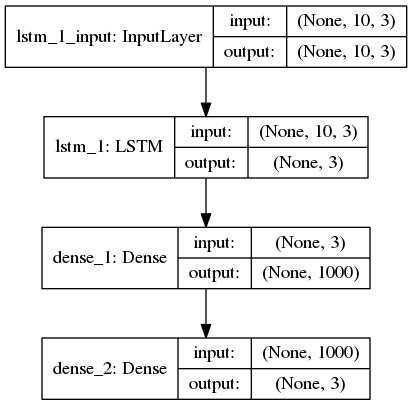 lstm_1_input: InputLayer
input: (None, 10, 3)
output: (None, 10, 3)
lstm_1: LSTM
input: (None, 10, 3)
output: (None, 3)
dense_1: Dense
input: (None, 3)
output: (None, 1000)
dense_2: Dense
input: (None, 1000)
output: (None, 3)